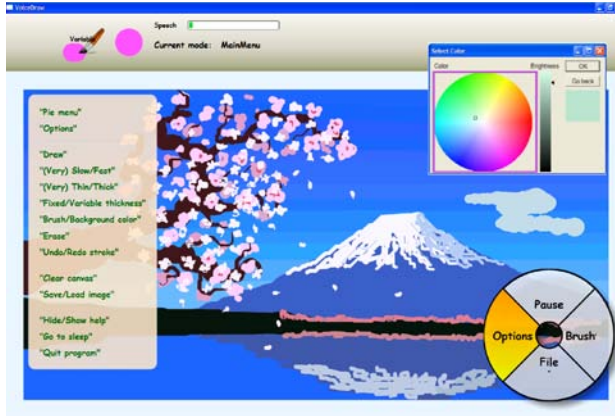 VoiceDraw
Speech
Variable
Current mode: MainMenu
Select Color
Color
Brightness
OK
Go back
"Pie menu"
"Options"
"Draw"
"(Very) Slow/Fast"
"(Very) Thin/Thick"
"Fixed/Variable thickness"
"Brush/Background color"
"Erase"
"Undo/Redo stroke"
"Clear canvas"
"Save/Load image"
"Hide/Show help"
"Go to sleep"
"Quit program"
Pause
Options
Brush
File